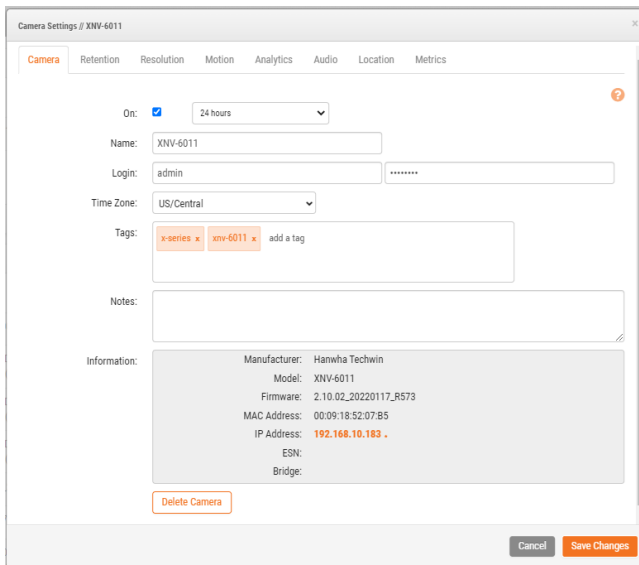 Camera Settings // XNV-6011 ×
Camera Retention Resolution Motion Analytics Audio Location Metrics
?
On: 24 hours
Name: XNV-6011
Login: admin ••••••••
Time Zone: US/Central
Tags: x-series x xnv-6011 x add a tag
Notes:
Information: Manufacturer: Hanwha Techwin
Model: XNV-6011
Firmware: 2.10.02_20220117_R573
MAC Address: 00:09:18:52:07:B5
IP Address: 192.168.10.183 .
ESN:
Bridge:
Delete Camera
Cancel Save Changes